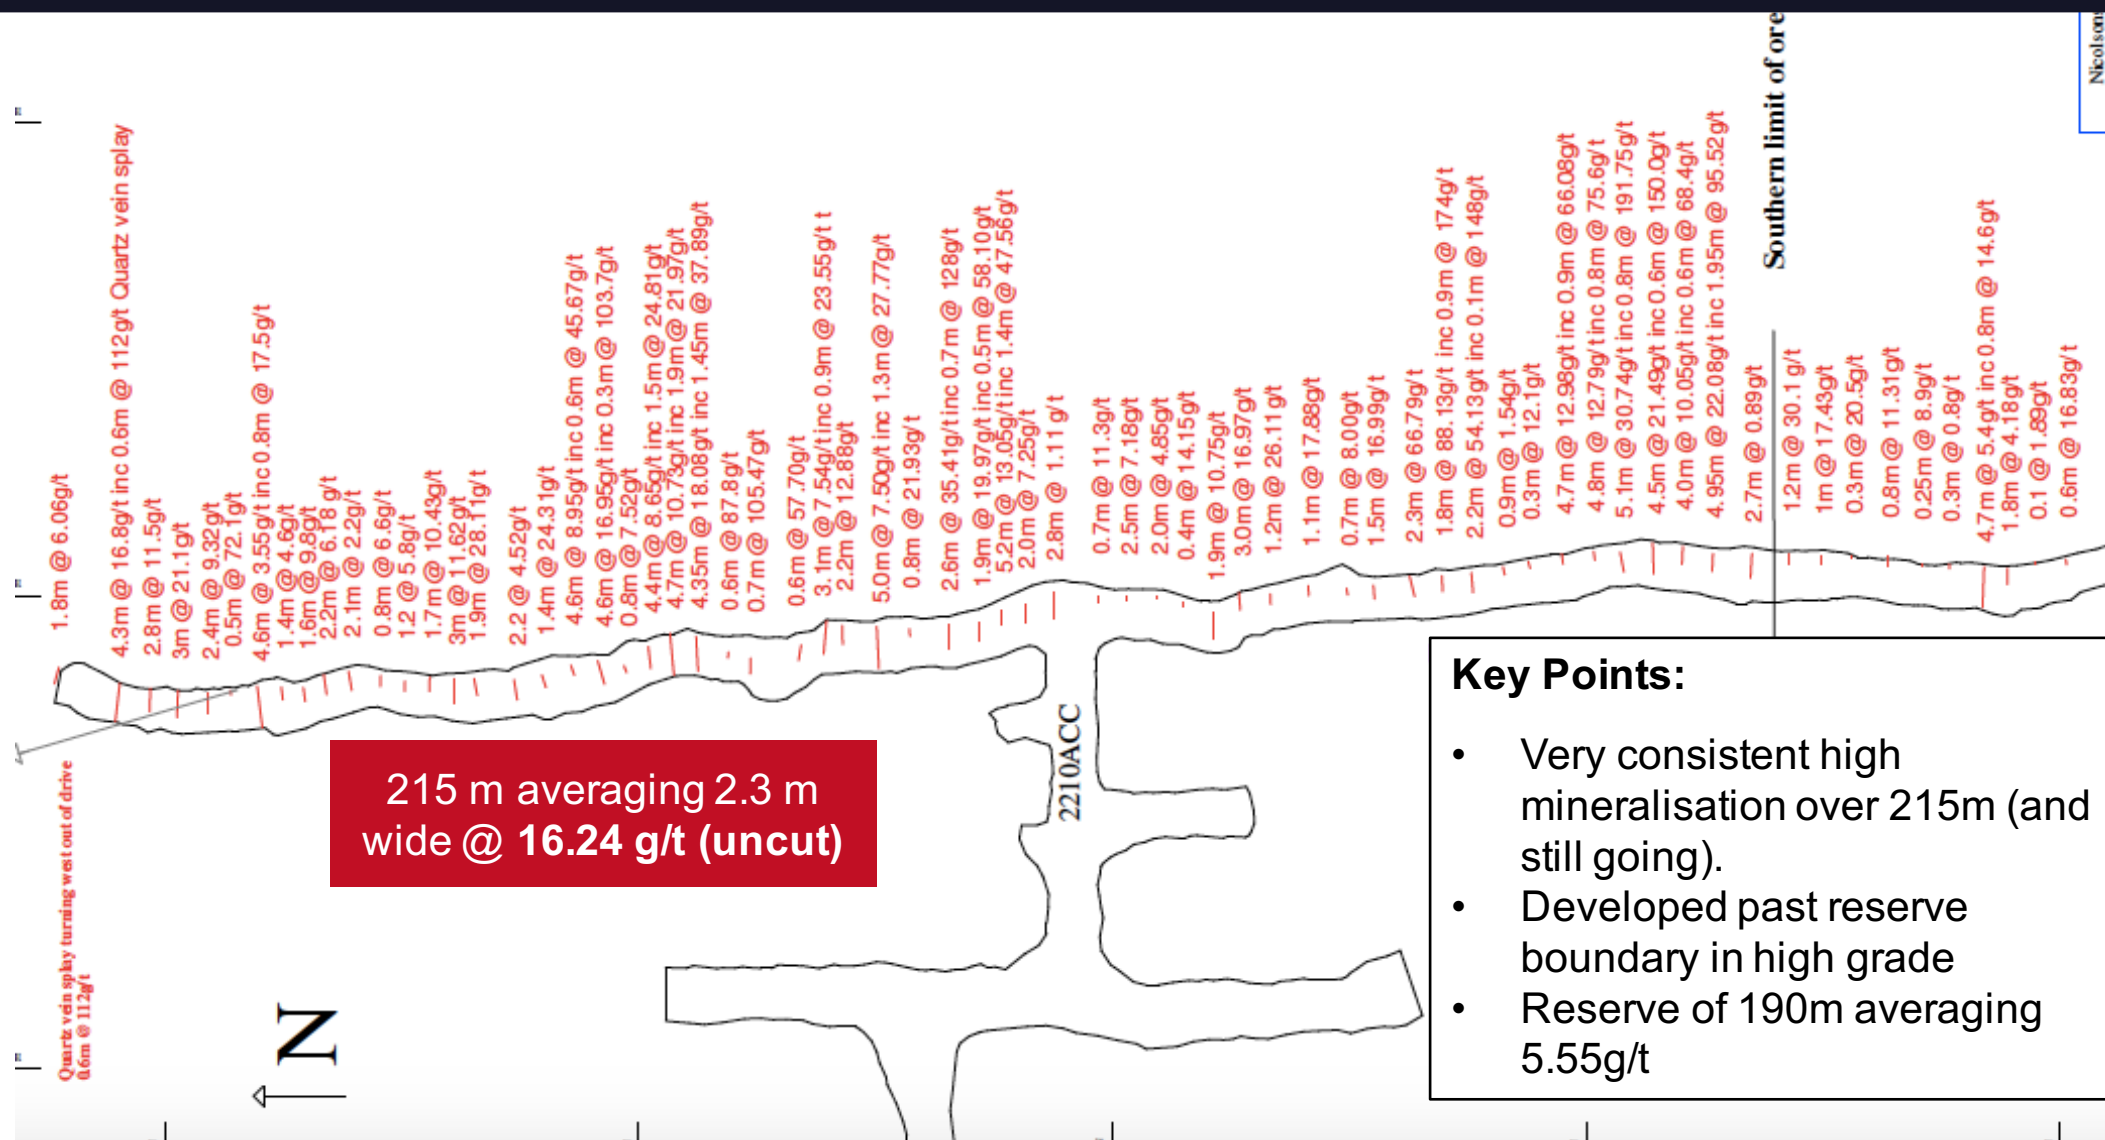 1.8m @ 6.06g/t
4.3m @ 16.8g/t inc 0.6m @ 112g/t Quartz vein splay
2.8m @ 11.5g/t
3m @ 21.1g/t
2.4m @ 9.32g/t
0.5m @ 72.1g/t
4.6m @ 3.55g/t inc 0.8m @ 17.5g/t
1.4m @ 4.6g/t
1.6m @ 9.8g/t
2.2m @ 6.18 g/t
2.1m @ 2.2g/t
0.8m @ 6.6g/t
1.2 @ 5.8g/t
1.7m @ 10.43g/t
3m @ 11.62g/t
1.9m @ 28.11g/t
2.2 @ 4.52g/t
1.4m @ 24.31g/t
4.6m @ 8.95g/t inc 0.6m @ 45.67g/t
4.6m @ 16.95g/t inc 0.3m @ 103.7g/t
0.8m @ 7.52g/t
4.4m @ 8.65g/t inc 1.5m @ 24.81g/t
4.7m @ 10.73g/t inc 1.9m @ 21.97g/t
4.35m @ 18.08g/t inc 1.45m @ 37.89g/t
0.6m @ 87.8g/t
0.7m @ 105.47g/t
0.6m @ 57.70g/t
3.1m @ 7.54g/t inc 0.9m @ 23.55g/t t
2.2m @ 12.88g/t
5.0m @ 7.50g/t inc 1.3m @ 27.77g/t
0.8m @ 21.93g/t
2.6m @ 35.41g/t inc 0.7m @ 128g/t
1.9m @ 19.97g/t inc 0.5m @ 58.10g/t
5.2m @ 13.05g/t inc 1.4m @ 47.56g/t
2.0m @ 7.25g/t
2.8m @ 1.11 g/t
0.7m @ 11.3g/t
2.5m @ 7.18g/t
2.0m @ 4.85g/t
0.4m @ 14.15g/t
1.9m @ 10.75g/t
3.0m @ 16.97g/t
1.2m @ 26.11g/t
1.1m @ 17.88g/t
0.7m @ 8.00g/t
1.5m @ 16.99g/t
2.3m @ 66.79g/t
1.8m @ 88.13g/t inc 0.9m @ 174g/t
2.2m @ 54.13g/t inc 0.1m @ 148g/t
0.9m @ 1.54g/t
0.3m @ 12.1g/t
4.7m @ 12.98g/t inc 0.9m @ 66.08g/t
4.8m @ 12.79g/t inc 0.8m @ 75.6g/t
5.1m @ 30.74g/t inc 0.8m @ 191.75g/t
4.5m @ 21.49g/t inc 0.6m @ 150.0g/t
4.0m @ 10.05g/t inc 0.6m @ 68.4g/t
4.95m @ 22.08g/t inc 1.95m @ 95.52g/t
2.7m @ 0.89g/t
Southern limit of ore
1.2m @ 30.1 g/t
1m @ 17.43g/t
0.3m @ 20.5g/t
0.8m @ 11.31g/t
0.25m @ 8.9g/t
0.3m @ 0.8g/t
4.7m @ 5.4g/t inc 0.8m @ 14.6g/t
1.8m @ 4.18g/t
0.1 @ 1.89g/t
0.6m @ 16.83g/t
Nicolsons
215 m averaging 2.3 m
wide @ 16.24 g/t (uncut)
2210ACC
Quartz vein splay turning west out of drive
0.6m @ 112g/t
N
Key Points:
• Very consistent high
mineralisation over 215m (and
still going).
• Developed past reserve
boundary in high grade
• Reserve of 190m averaging
5.55g/t